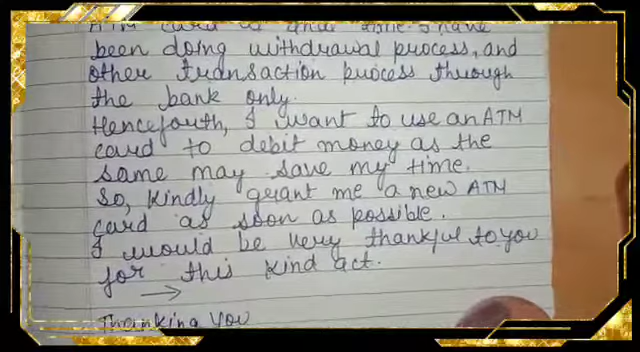 ATM card
been doing withdrawal process, and
other transaction process through
the bank only.
Henceforth, I want to use an ATM
card to debit money as the
same may save my time.
So, kindly grant me a new ATM
card as soon as possible.
I would be very thankful to you
for this kind act.
Thanking You